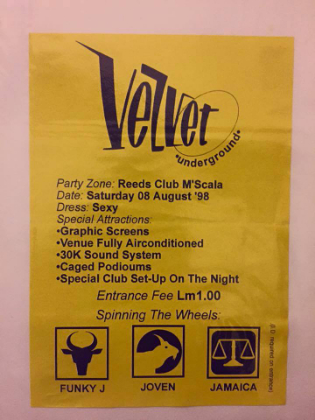 Velvet
•underground•
Party Zone: Reeds Club M'Scala
Date: Saturday 08 August '98
Dress: Sexy
Special Attractions:
•Graphic Screens
•Venue Fully Airconditioned
•30K Sound System
•Caged Podioums
•Special Club Set-Up On The Night
Entrance Fee Lm1.00
Spinning The Wheels:
FUNKY J
JOVEN
JAMAICA